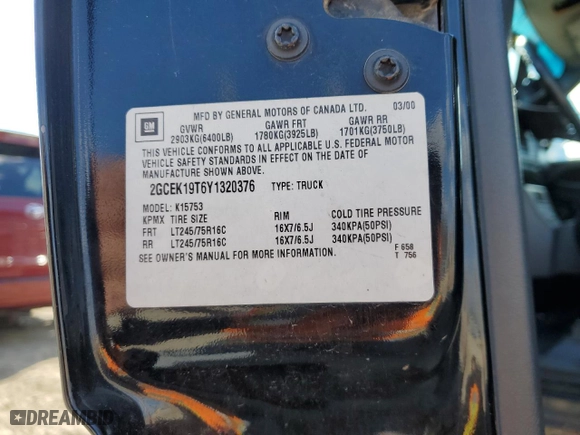 MFD BY GENERAL MOTORS OF CANADA LTD. 03/00
GM
GVWR GAWR FRT GAWR RR
2903KG(6400LB) 1780KG(3925LB) 1701KG(3750LB)
THIS VEHICLE CONFORMS TO ALL APPLICABLE U.S. FEDERAL MOTOR
VEHICLE SAFETY STANDARDS IN EFFECT ON THE DATE OF
MANUFACTURE SHOWN ABOVE.
2GCEK19T6Y1320376 TYPE: TRUCK
MODEL: K15753
KPMX TIRE SIZE RIM COLD TIRE PRESSURE
FRT LT245/75R16C 16X7/6.5J 340KPA(50PSI)
RR LT245/75R16C 16X7/6.5J 340KPA(50PSI)
SEE OWNER'S MANUAL FOR MORE INFORMATION.
F 658
T 756
DREAMBID